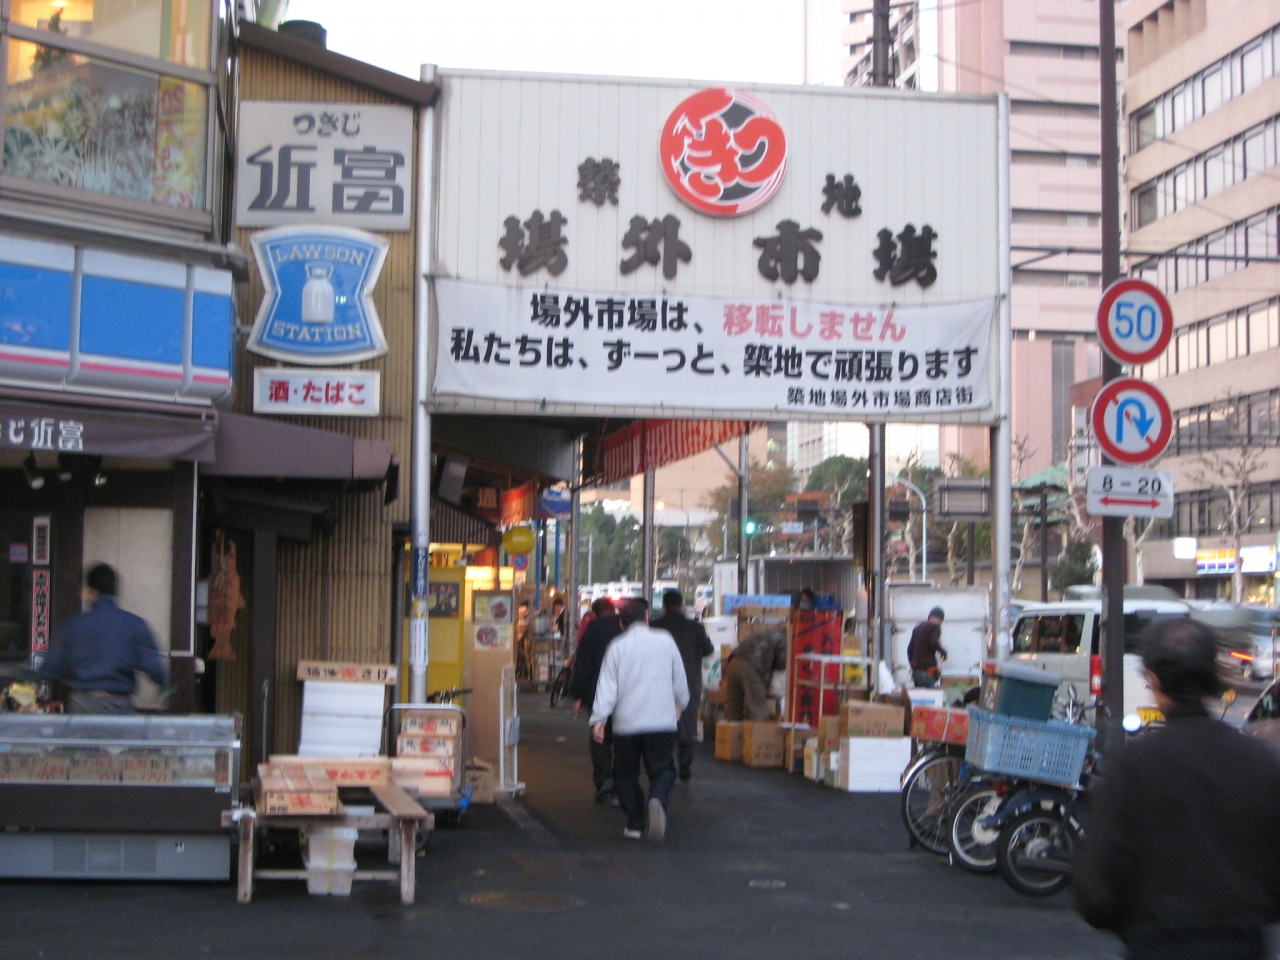 つきじ
近富
LAWSON
STATION
酒・たばこ
つきじ
築地
場外市場
場外市場は、移転しません
私たちは、ずーっと、築地で頑張ります
築地場外市場商店街
50
8-20
じ近富